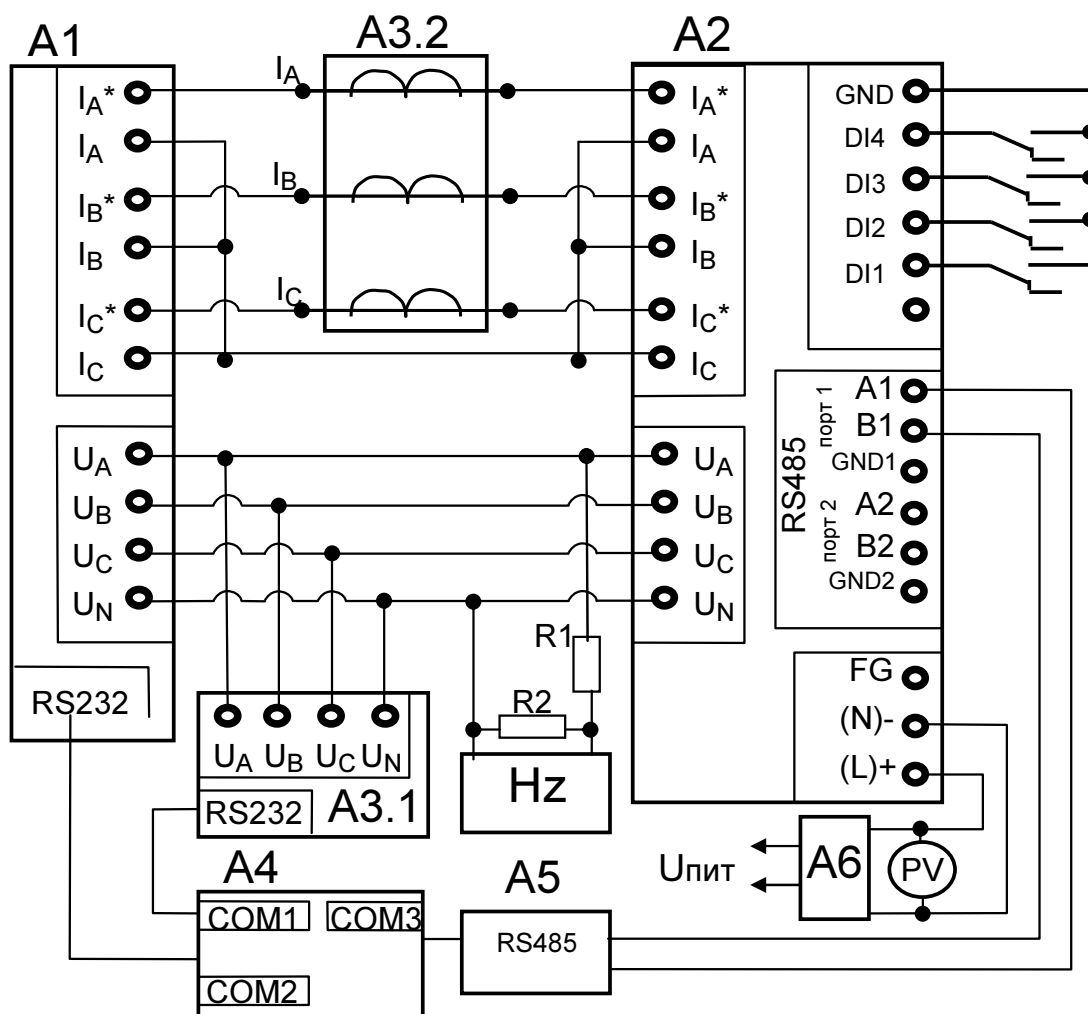 A1
A3.2
A2
IA*
IA
IB*
IB
IC*
IC
IA
IB
IC
IA*
IA
IB*
IB
IC*
IC
GND
DI4
DI3
DI2
DI1
UA
UB
UC
UN
UA
UB
UC
UN
RS485
порт 1
порт 2
A1
B1
GND1
A2
B2
GND2
R1
R2
Hz
FG
(N)-
(L)+
RS232
UA UB UC UN
RS232 A3.1
Uпит
A6
PV
A4
A5
COM1 COM3
COM2
RS485